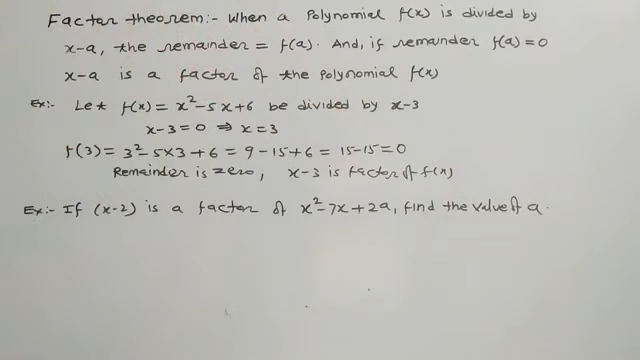 Factor theorem:- When a Polynomial f(x) is divided by
x-a, the remainder = f(a). And, if remainder f(a)=0
x-a is a factor of the Polynomial f(x)
Ex:- Let f(x) = x²-5x+6 be divided by x-3
x-3=0 ⇒ x=3
f(3) = 3²-5×3+6 = 9-15+6 = 15-15=0
Remainder is zero, x-3 is factor of f(x)
Ex:- If (x-2) is a factor of x²-7x+2a, find the value of a.